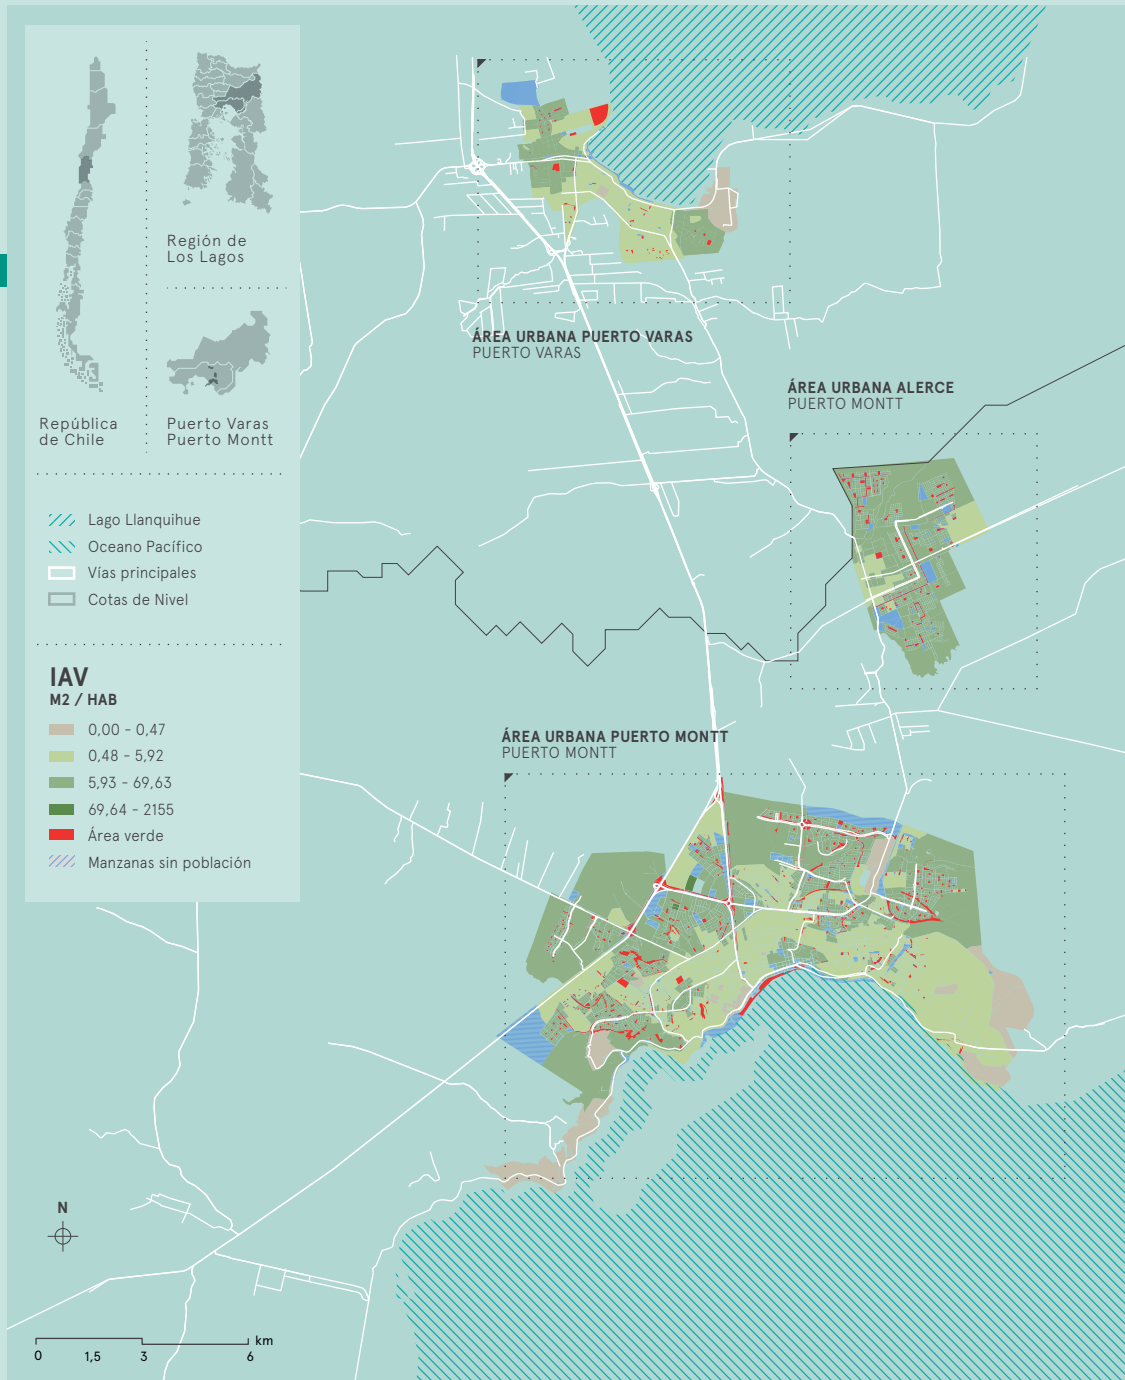 Región de
Los Lagos
República
de Chile
Puerto Varas
Puerto Montt
Lago Llanquihue
Oceano Pacífico
Vías principales
Cotas de Nivel
IAV
M2 / HAB
0,00 - 0,47
0,48 - 5,92
5,93 - 69,63
69,64 - 2155
Área verde
Manzanas sin población
ÁREA URBANA PUERTO VARAS
PUERTO VARAS
ÁREA URBANA ALERCE
PUERTO MONTT
ÁREA URBANA PUERTO MONTT
PUERTO MONTT
N
km
0 1,5 3 6